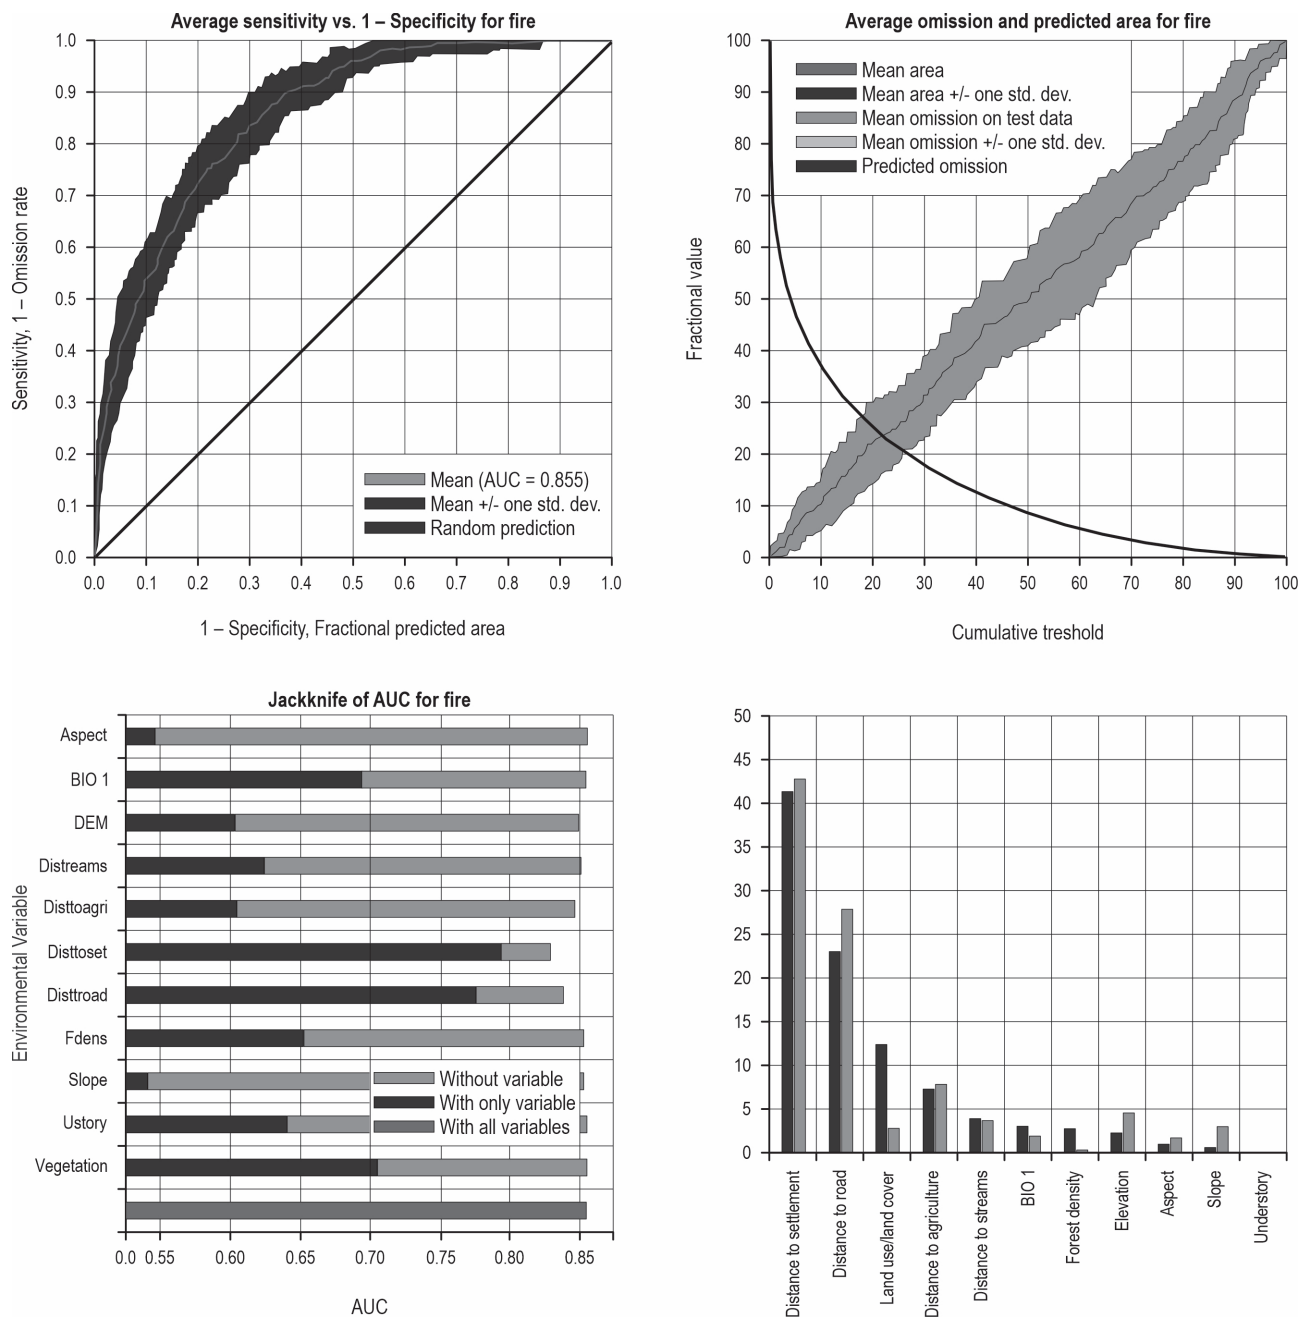 Average sensitivity vs. 1 – Specificity for fire
1.0
0.9
0.8
0.7
0.6
0.5
0.4
0.3
0.2
0.1
0.0
Sensitivity, 1 – Omission rate
Mean (AUC = 0.855)
Mean +/- one std. dev.
Random prediction
0.0 0.1 0.2 0.3 0.4 0.5 0.6 0.7 0.8 0.9 1.0
1 – Specificity, Fractional predicted area
Average omission and predicted area for fire
100
90
80
70
60
50
40
30
20
10
0
Fractional value
Mean area
Mean area +/- one std. dev.
Mean omission on test data
Mean omission +/- one std. dev.
Predicted omission
0 10 20 30 40 50 60 70 80 90 100
Cumulative treshold
Jackknife of AUC for fire
Environmental Variable
Aspect
BIO 1
DEM
Distreams
Disttoagri
Disttoset
Disttroad
Fdens
Slope
Ustory
Vegetation
Without variable
With only variable
With all variables
0.0 0.55 0.60 0.65 0.70 0.75 0.80 0.85
AUC
50
45
40
35
30
25
20
15
10
5
0
Distance to settlement
Distance to road
Land use/land cover
Distance to agriculture
Distance to streams
BIO 1
Forest density
Elevation
Aspect
Slope
Understory